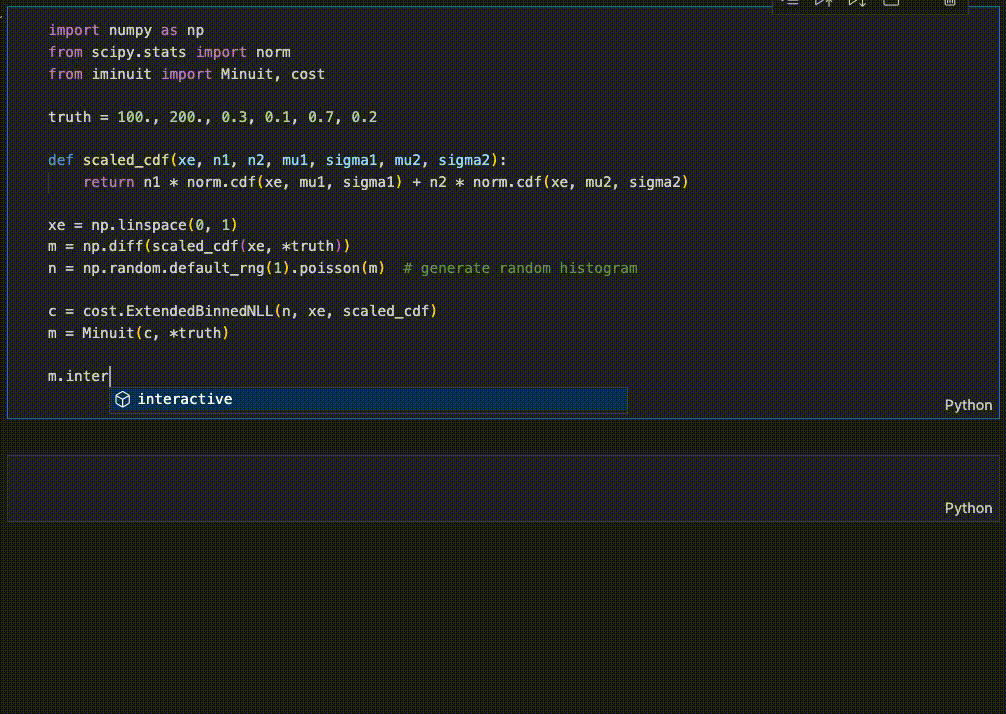 import numpy as np
from scipy.stats import norm
from iminuit import Minuit, cost
truth = 100., 200., 0.3, 0.1, 0.7, 0.2
def scaled_cdf(xe, n1, n2, mu1, sigma1, mu2, sigma2):
    return n1 * norm.cdf(xe, mu1, sigma1) + n2 * norm.cdf(xe, mu2, sigma2)
xe = np.linspace(0, 1)
m = np.diff(scaled_cdf(xe, *truth))
n = np.random.default_rng(1).poisson(m)  # generate random histogram
c = cost.ExtendedBinnedNLL(n, xe, scaled_cdf)
m = Minuit(c, *truth)
m.inter
interactive
Python
Python